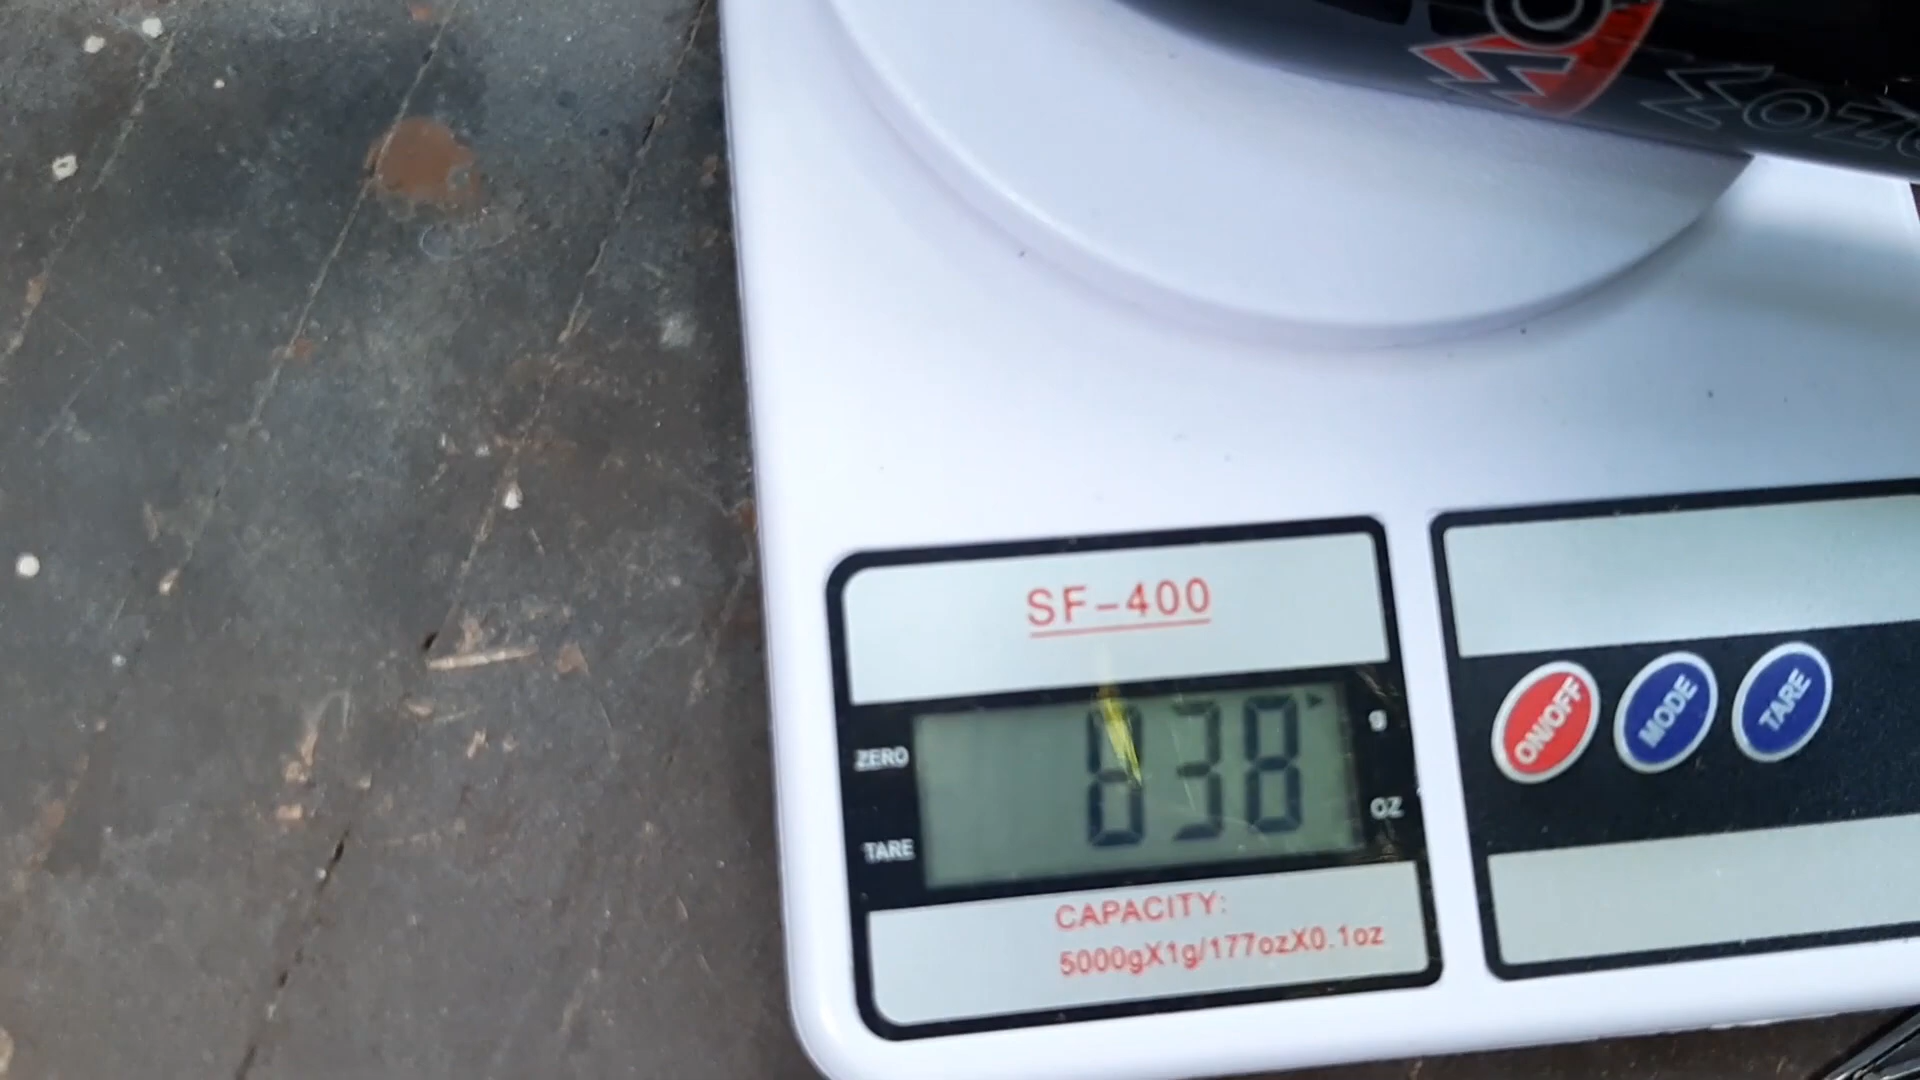 SF-400
ZERO
TARE
838
g
oz
CAPACITY:
5000gX1g/177ozX0.1oz
ON/OFF
MODE
TARE